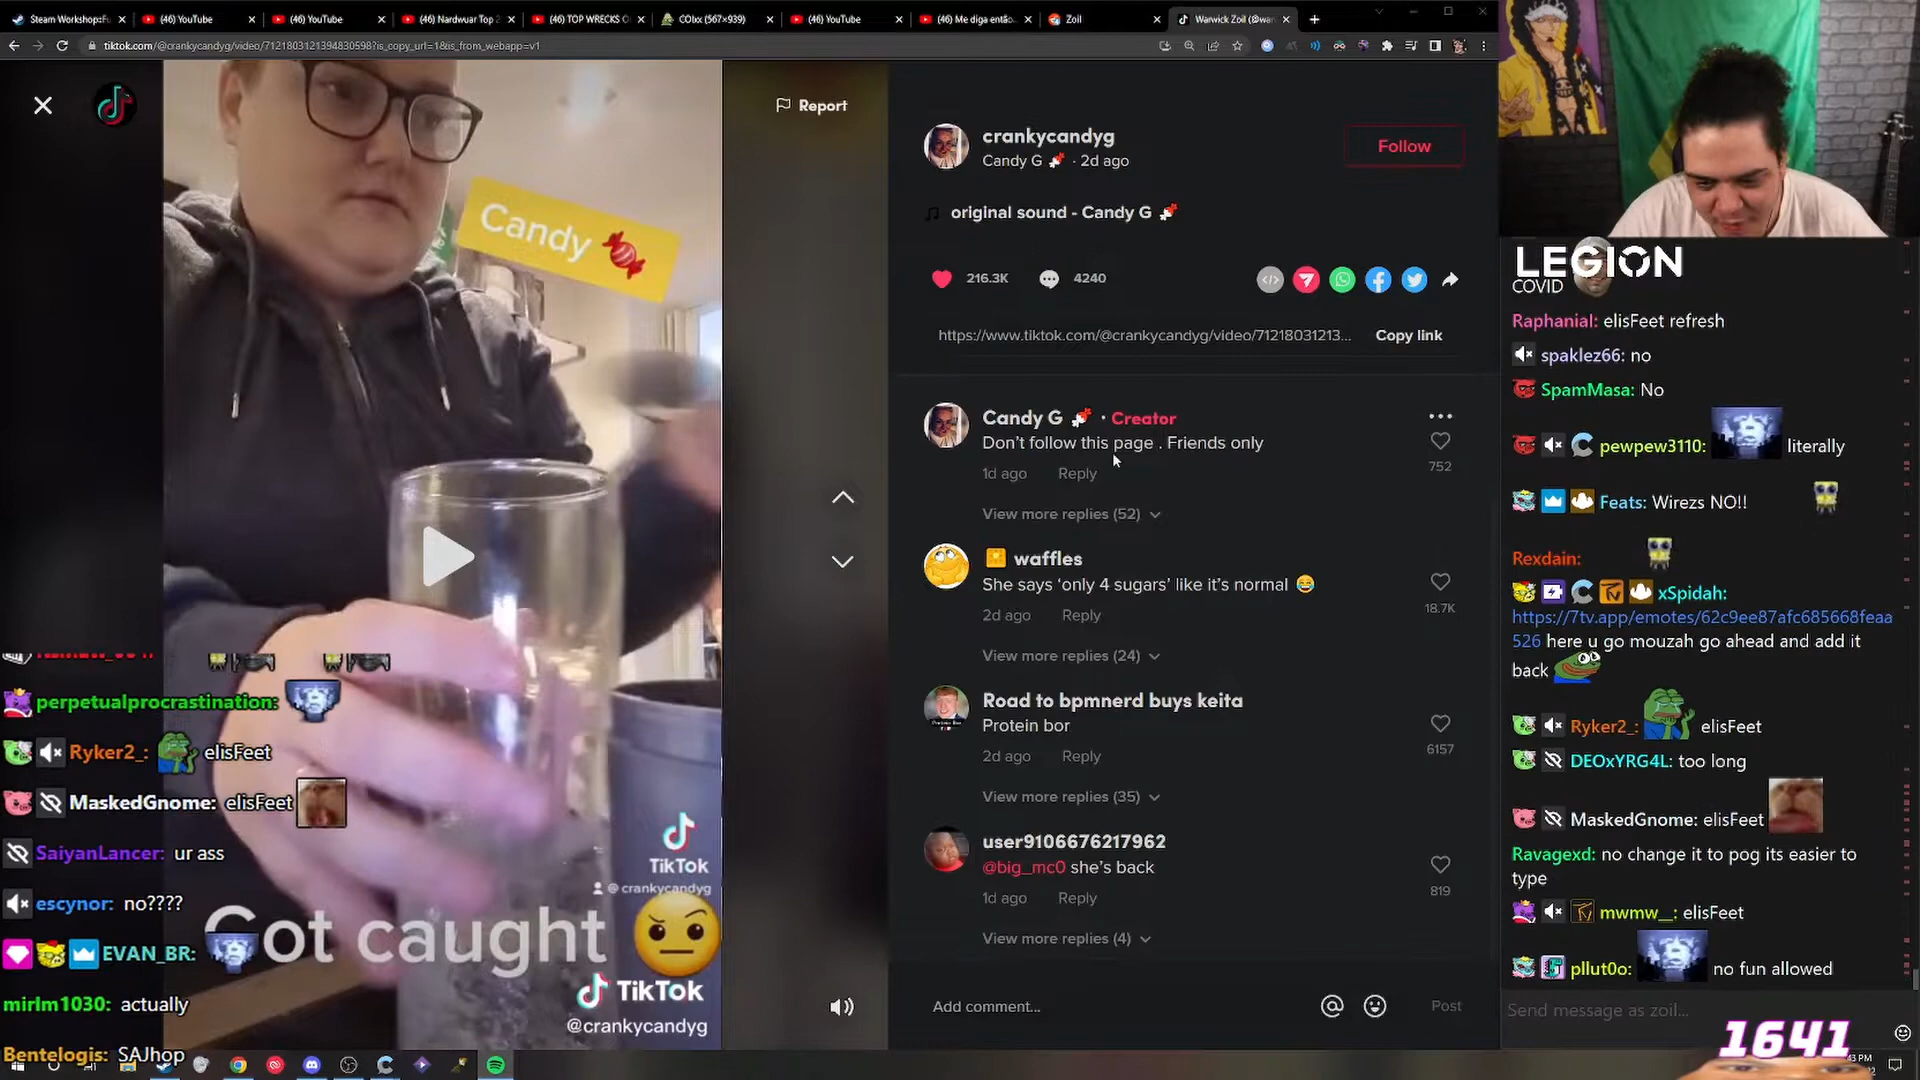 Steam Workshop:Fu
(46) YouTube
(46) YouTube
(46) Nardwuar Top 2
(46) TOP WRECKS O
COIxx (567×939)
(46) YouTube
(46) Me diga então
Zoil
Warwick Zoil (@war
tiktok.com/@crankycandyg/video/7121803121394830598?is_copy_url=1&is_from_webapp=v1
Report
Candy
TikTok
@crankycandyg
Got caught
TikTok
@crankycandyg
perpetualprocrastination:
Ryker2_: elisFeet
MaskedGnome: elisFeet
SaiyanLancer: ur ass
escynor: no????
EVAN_BR:
mirlm1030: actually
Bentelogis: SAJhop
crankycandyg
Candy G · 2d ago
Follow
original sound - Candy G
216.3K 4240
https://www.tiktok.com/@crankycandyg/video/71218031213... Copy link
Candy G · Creator
Don't follow this page . Friends only
1d ago Reply
752
View more replies (52)
waffles
She says 'only 4 sugars' like it's normal 😂
2d ago Reply
18.7K
View more replies (24)
Road to bpmnerd buys keita
Protein bor
2d ago Reply
6157
View more replies (35)
user9106676217962
@big_mc0 she's back
1d ago Reply
819
View more replies (4)
Add comment...
Post
LEGION
COVID
Raphanial: elisFeet refresh
spaklez66: no
SpamMasa: No
pewpew3110: literally
Feats: Wirezs NO!!
Rexdain:
xSpidah:
https://7tv.app/emotes/62c9ee87afc685668feaa
526 here u go mouzah go ahead and add it
back
Ryker2_: elisFeet
DEOxYRG4L: too long
MaskedGnome: elisFeet
Ravagexd: no change it to pog its easier to
type
mwmw__: elisFeet
pllut0o: no fun allowed
Send message as zoil...
1641